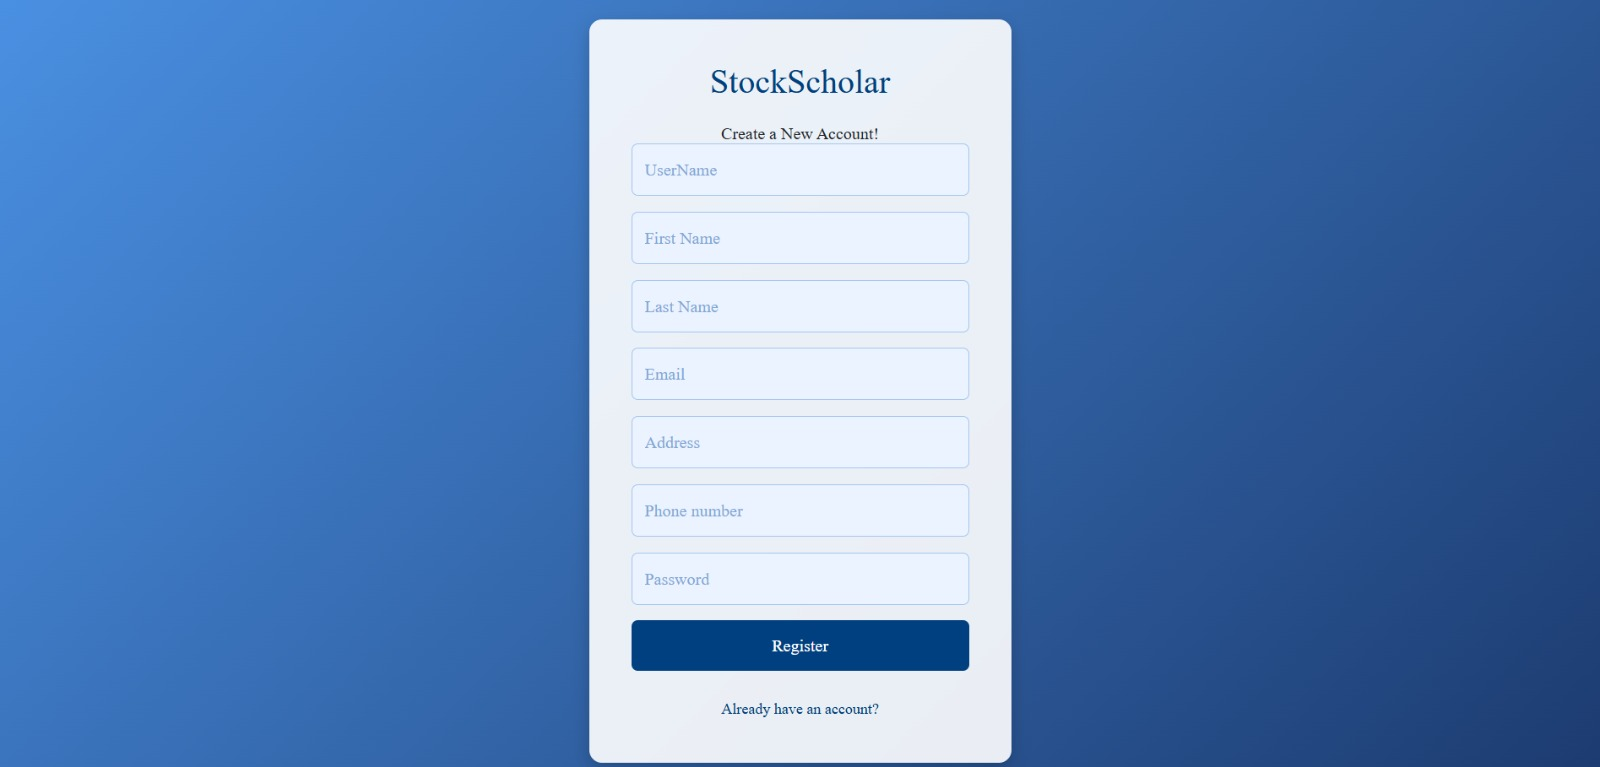 StockScholar
Create a New Account!
UserName
First Name
Last Name
Email
Address
Phone number
Password
Register
Already have an account?